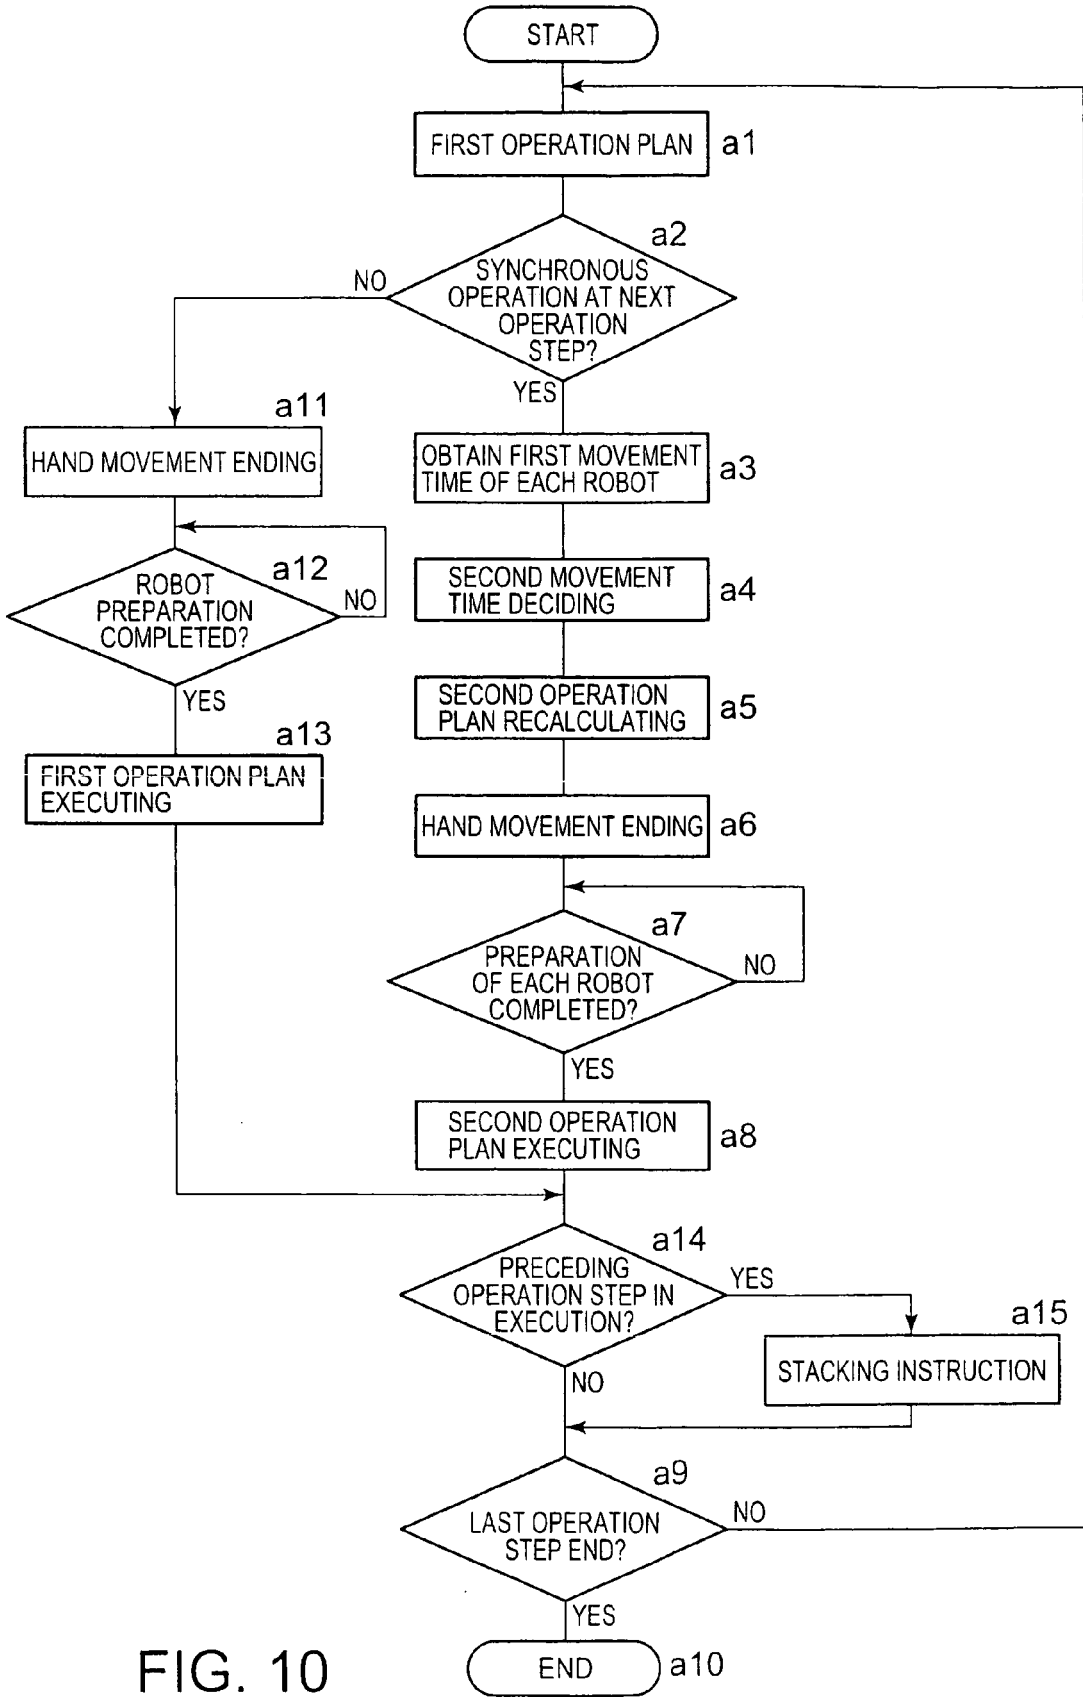 START
FIRST OPERATION PLAN
a1
a2
SYNCHRONOUS
OPERATION AT NEXT
OPERATION
STEP?
NO
YES
a11
HAND MOVEMENT ENDING
OBTAIN FIRST MOVEMENT
TIME OF EACH ROBOT
a3
a12
ROBOT
PREPARATION
COMPLETED?
NO
YES
SECOND MOVEMENT
TIME DECIDING
a4
SECOND OPERATION
PLAN RECALCULATING
a5
a13
FIRST OPERATION PLAN
EXECUTING
HAND MOVEMENT ENDING
a6
a7
PREPARATION
OF EACH ROBOT
COMPLETED?
NO
YES
SECOND OPERATION
PLAN EXECUTING
a8
a14
PRECEDING
OPERATION STEP IN
EXECUTION?
YES
NO
a15
STACKING INSTRUCTION
a9
LAST OPERATION
STEP END?
NO
YES
END
a10
FIG. 10